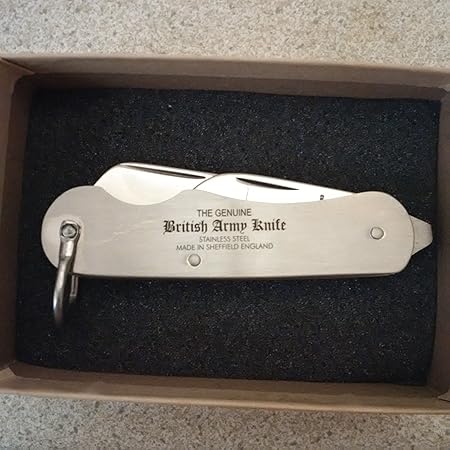 THE GENUINE
British Army Knife
STAINLESS STEEL
MADE IN SHEFFIELD ENGLAND